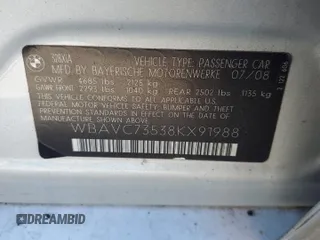 VEHICLE TYPE: PASSENGER CAR
MFD BY BAYERISCHE MOTORENWERKE 07/08
GVWR 4685 lbs 2125 kg
GAWR FRONT 2293 lbs 1040 kg REAR 2502 lbs 1135 kg
THIS VEHICLE CONFORMS TO ALL APPLICABLE
FEDERAL MOTOR VEHICLE SAFETY, BUMPER AND
THEFT PREVENTION STANDARDS IN EFFECT ON THE
DATE OF MANUFACTURE SHOWN ABOVE
WBAVC73538KX91988
© DIAMOND BID